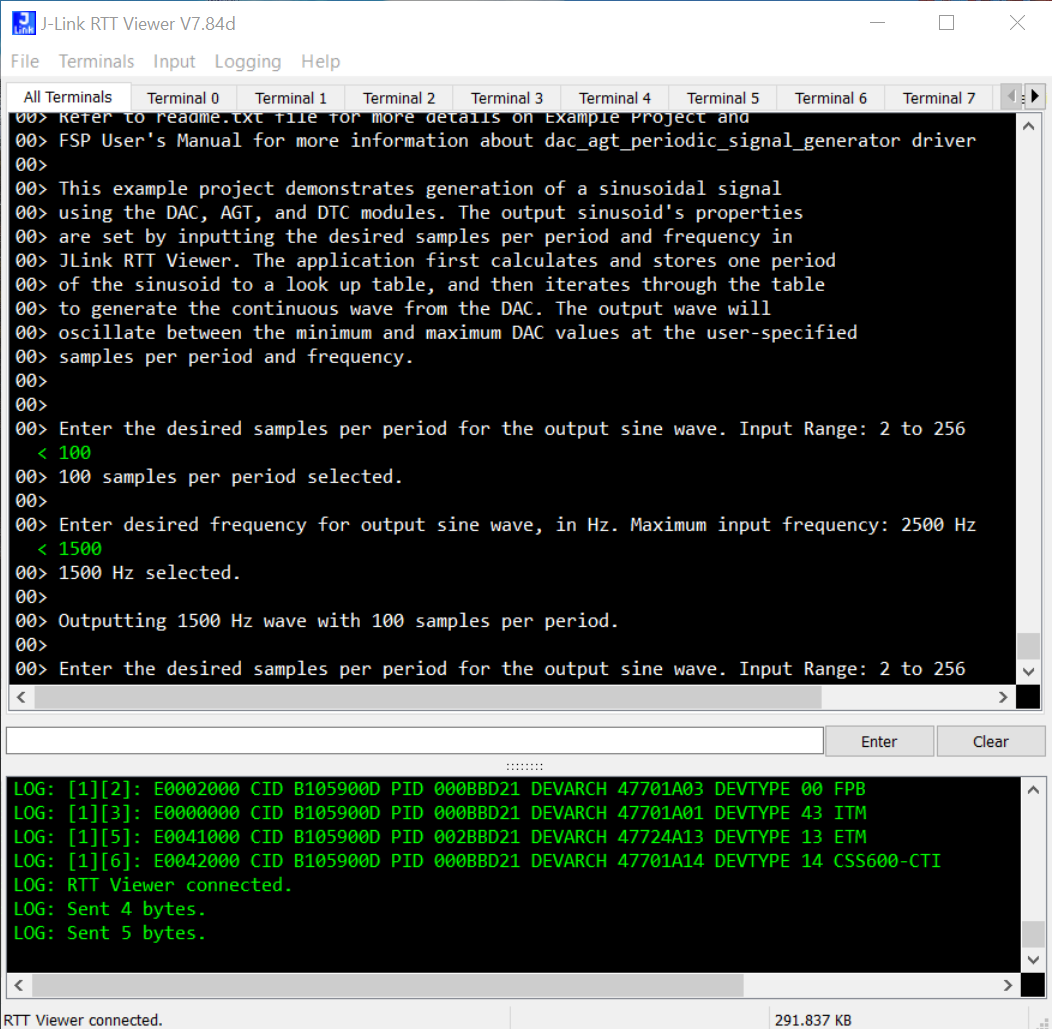 J-Link RTT Viewer V7.84d
File Terminals Input Logging Help
All Terminals Terminal 0 Terminal 1 Terminal 2 Terminal 3 Terminal 4 Terminal 5 Terminal 6 Terminal 7
00> Refer to readme.txt file for more details on Example Project and
00> FSP User's Manual for more information about dac_agt_periodic_signal_generator driver
00>
00> This example project demonstrates generation of a sinusoidal signal
00> using the DAC, AGT, and DTC modules. The output sinusoid's properties
00> are set by inputting the desired samples per period and frequency in
00> JLink RTT Viewer. The application first calculates and stores one period
00> of the sinusoid to a look up table, and then iterates through the table
00> to generate the continuous wave from the DAC. The output wave will
00> oscillate between the minimum and maximum DAC values at the user-specified
00> samples per period and frequency.
00>
00>
00> Enter the desired samples per period for the output sine wave. Input Range: 2 to 256
< 100
00> 100 samples per period selected.
00>
00> Enter desired frequency for output sine wave, in Hz. Maximum input frequency: 2500 Hz
< 1500
00> 1500 Hz selected.
00>
00> Outputting 1500 Hz wave with 100 samples per period.
00>
00> Enter the desired samples per period for the output sine wave. Input Range: 2 to 256
Enter Clear
LOG: [1][2]: E0002000 CID B105900D PID 000BBD21 DEVARCH 47701A03 DEVTYPE 00 FPB
LOG: [1][3]: E0000000 CID B105900D PID 000BBD21 DEVARCH 47701A01 DEVTYPE 43 ITM
LOG: [1][5]: E0041000 CID B105900D PID 002BBD21 DEVARCH 47724A13 DEVTYPE 13 ETM
LOG: [1][6]: E0042000 CID B105900D PID 000BBD21 DEVARCH 47701A14 DEVTYPE 14 CSS600-CTI
LOG: RTT Viewer connected.
LOG: Sent 4 bytes.
LOG: Sent 5 bytes.
RTT Viewer connected. 291.837 KB